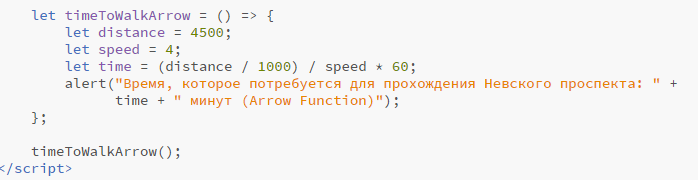 let timeToWalkArrow = () => {
let distance = 4500;
let speed = 4;
let time = (distance / 1000) / speed * 60;
alert("Время, которое потребуется для прохождения Невского проспекта: " +
time + " минут (Arrow Function)");
};
timeToWalkArrow();
</script>